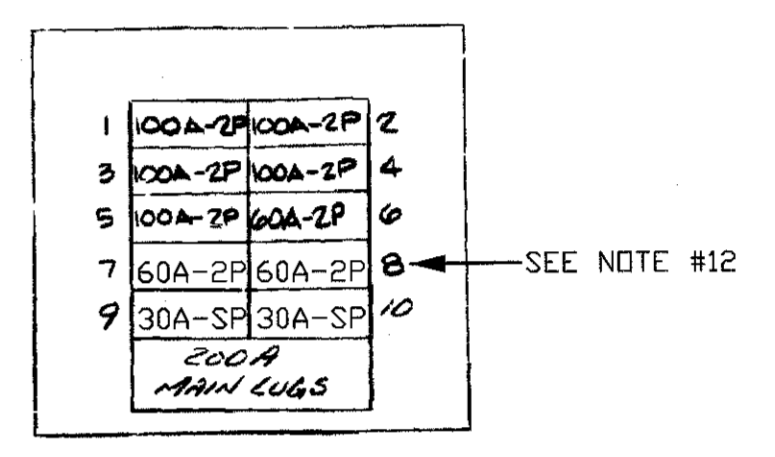 1 100A-2P 100A-2P 2
3 100A-2P 100A-2P 4
5 100A-2P 60A-2P 6
7 60A-2P 60A-2P 8 SEE NOTE #12
9 30A-SP 30A-SP 10
200A
MAIN LUGS